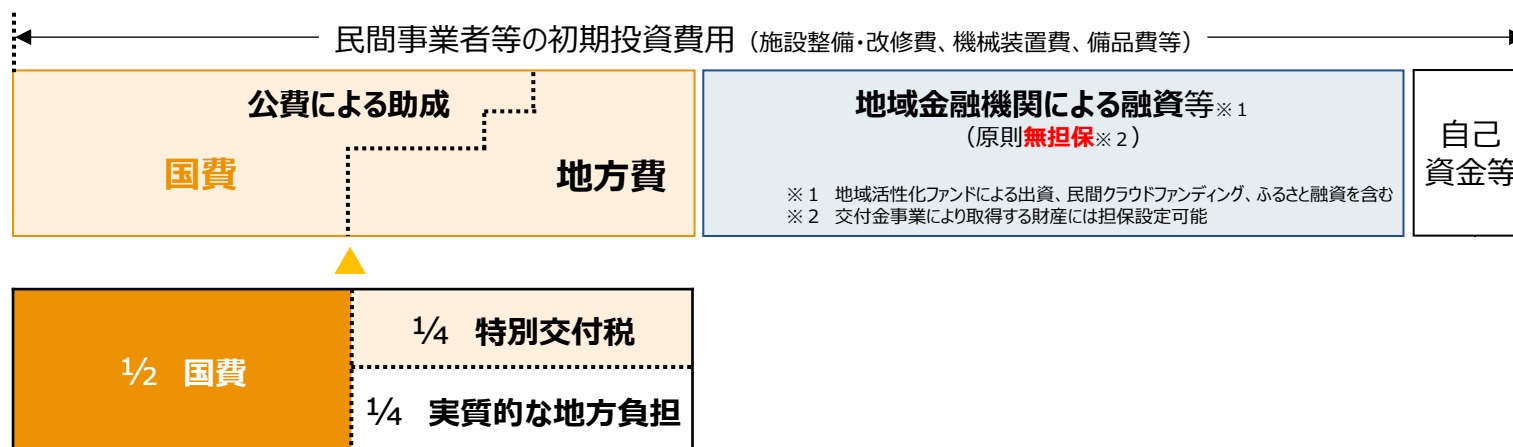 民間事業者等の初期投資費用（施設整備・改修費、機械装置費、備品費等）
公費による助成
国費
地方費
地域金融機関による融資等※1
（原則無担保※2）
※1 地域活性化ファンドによる出資、民間クラウドファンディング、ふるさと融資を含む
※2 交付金事業により取得する財産には担保設定可能
自己
資金等
½ 国費
¼ 特別交付税
¼ 実質的な地方負担